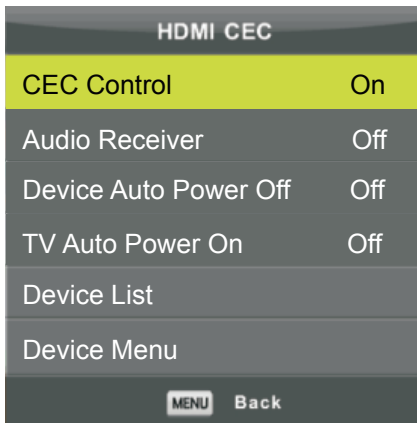 HDMI CEC
CEC Control On
Audio Receiver Off
Device Auto Power Off Off
TV Auto Power On Off
Device List
Device Menu
MENU Back